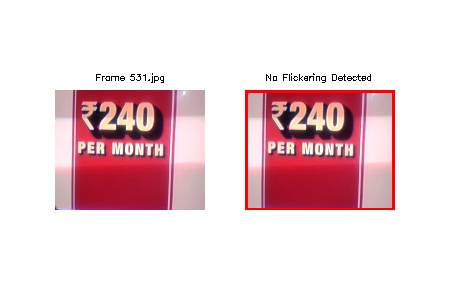 Frame 531.jpg
₹240
PER MONTH
No Flickering Detected
₹240
PER MONTH